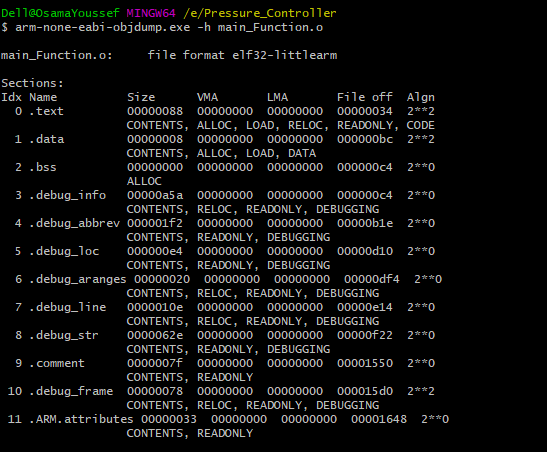 Dell@OsamaYoussef MINGW64 /e/Pressure_Controller
$ arm-none-eabi-objdump.exe -h main_Function.o
main_Function.o:     file format elf32-littlearm
Sections:
Idx Name          Size      VMA       LMA       File off  Algn
  0 .text         00000088  00000000  00000000  00000034  2**2
                  CONTENTS, ALLOC, LOAD, RELOC, READONLY, CODE
  1 .data         00000008  00000000  00000000  000000bc  2**2
                  CONTENTS, ALLOC, LOAD, DATA
  2 .bss          00000000  00000000  00000000  000000c4  2**0
                  ALLOC
  3 .debug_info   00000a5a  00000000  00000000  000000c4  2**0
                  CONTENTS, RELOC, READONLY, DEBUGGING
  4 .debug_abbrev 000001f2  00000000  00000000  00000b1e  2**0
                  CONTENTS, READONLY, DEBUGGING
  5 .debug_loc    000000e4  00000000  00000000  00000d10  2**0
                  CONTENTS, READONLY, DEBUGGING
  6 .debug_aranges 00000020  00000000  00000000  00000df4  2**0
                  CONTENTS, RELOC, READONLY, DEBUGGING
  7 .debug_line   0000010e  00000000  00000000  00000e14  2**0
                  CONTENTS, RELOC, READONLY, DEBUGGING
  8 .debug_str    0000062e  00000000  00000000  00000f22  2**0
                  CONTENTS, READONLY, DEBUGGING
  9 .comment      0000007f  00000000  00000000  00001550  2**0
                  CONTENTS, READONLY
 10 .debug_frame  00000078  00000000  00000000  000015d0  2**2
                  CONTENTS, RELOC, READONLY, DEBUGGING
 11 .ARM.attributes 00000033  00000000  00000000  00001648  2**0
                  CONTENTS, READONLY